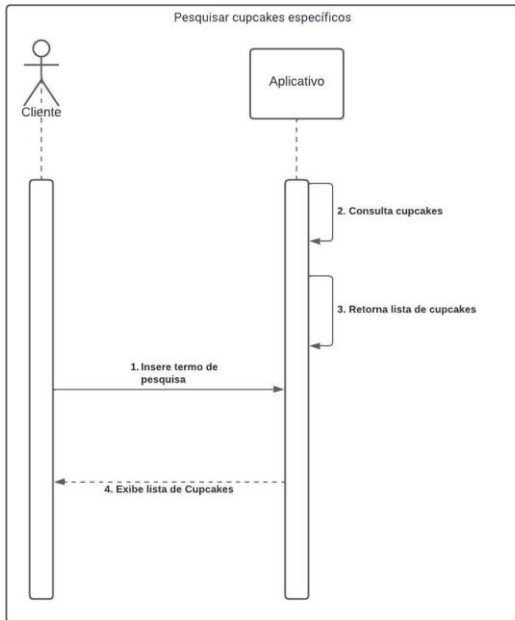 Pesquisar cupcakes específicos
Cliente
Aplicativo
2. Consulta cupcakes
3. Retorna lista de cupcakes
1. Insere termo de
pesquisa
4. Exibe lista de Cupcakes